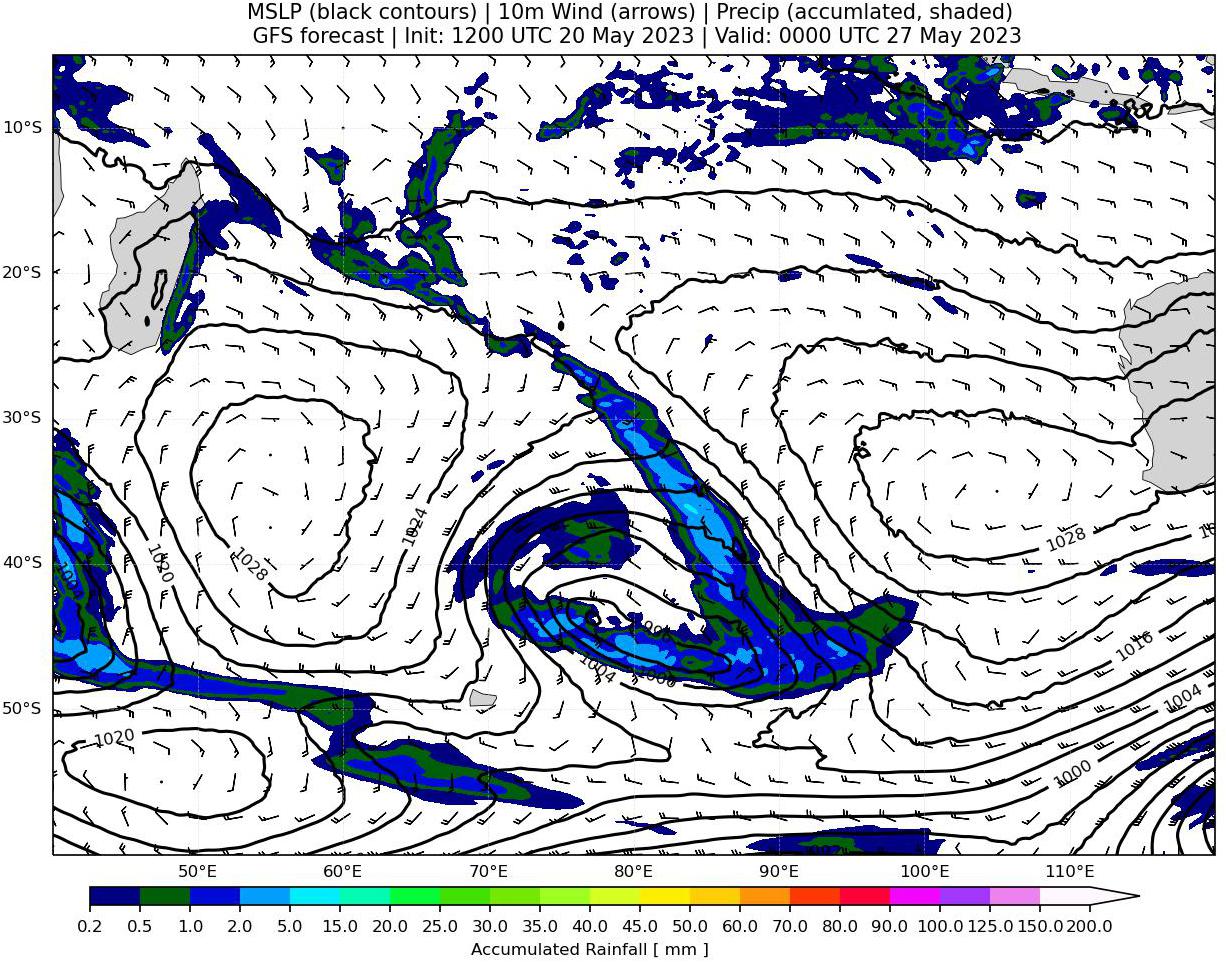 MSLP (black contours) | 10m Wind (arrows) | Precip (accumlated, shaded)
GFS forecast | Init: 1200 UTC 20 May 2023 | Valid: 0000 UTC 27 May 2023
10°S
20°S
30°S
1024
1028
40°S
1020
1028
1004
996
1016
1004
1000
50°S
1004
1020
1000
50°E 60°E 70°E 80°E 90°E 100°E 110°E
0.2 0.5 1.0 2.0 5.0 15.0 20.0 25.0 30.0 35.0 40.0 45.0 50.0 60.0 70.0 80.0 90.0 100.0 125.0 150.0 200.0
Accumulated Rainfall [ mm ]